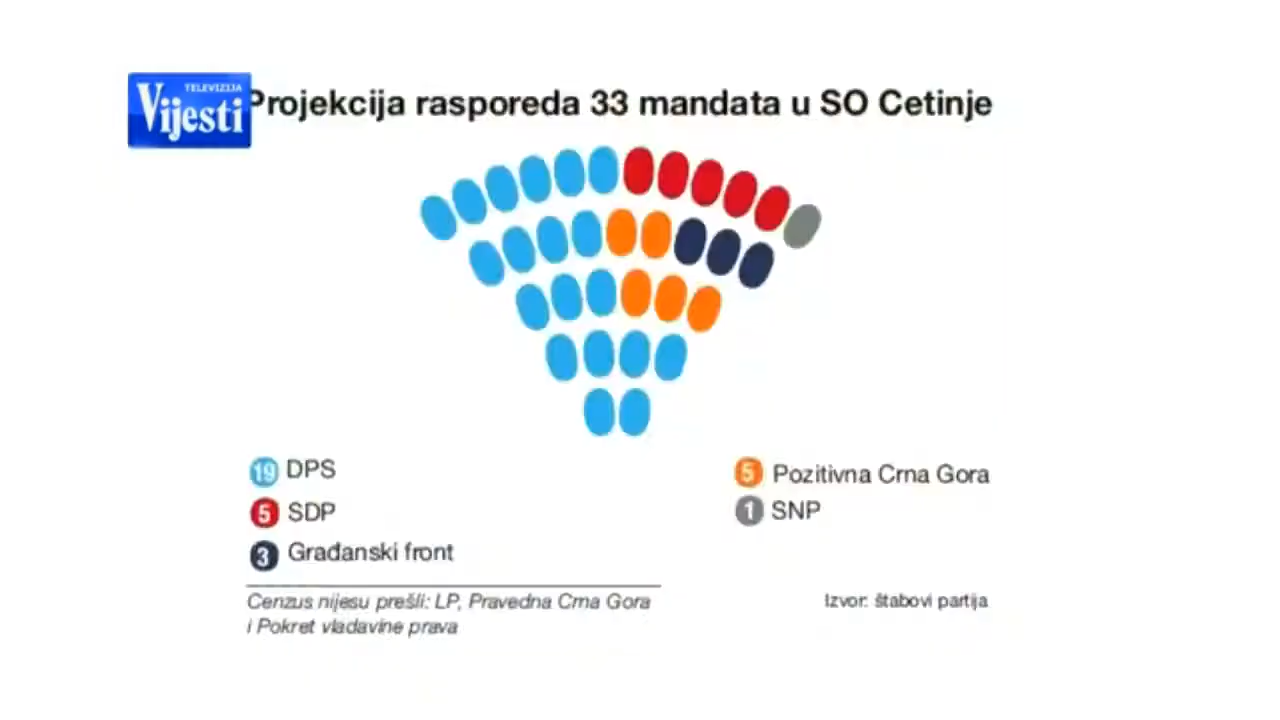 TELEVIZIJA
Vijesti
Projekcija rasporeda 33 mandata u SO Cetinje
19 DPS
5 SDP
3 Građanski front
5 Pozitivna Crna Gora
1 SNP
Cenzus nijesu prešli: LP, Pravedna Crna Gora
i Pokret vladavine prava
Izvor: štabovi partija